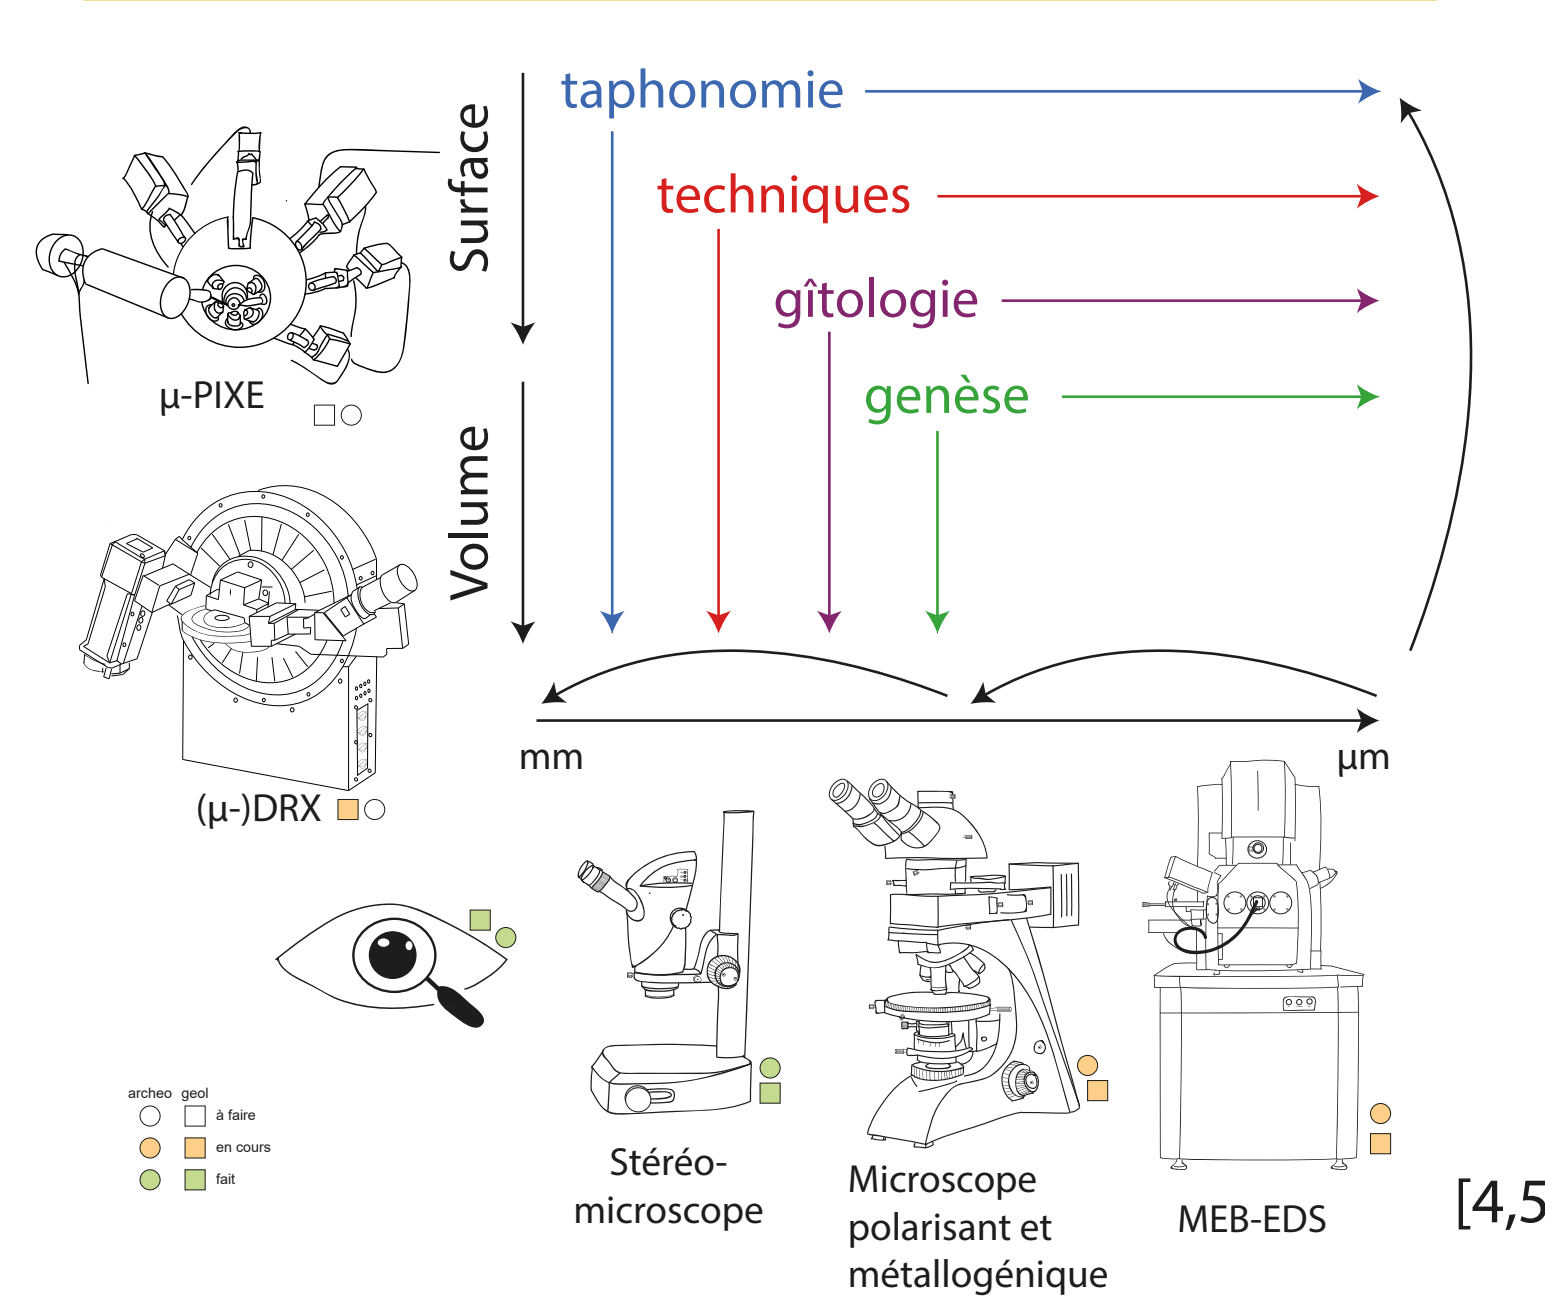 taphonomie
Surface
techniques
gîtologie
genèse
µ-PIXE
Volume
mm
µm
(µ-)DRX
archeo geol
à faire
en cours
fait
Stéréo-
microscope
Microscope
polarisant et
métallogénique
MEB-EDS
[4,5